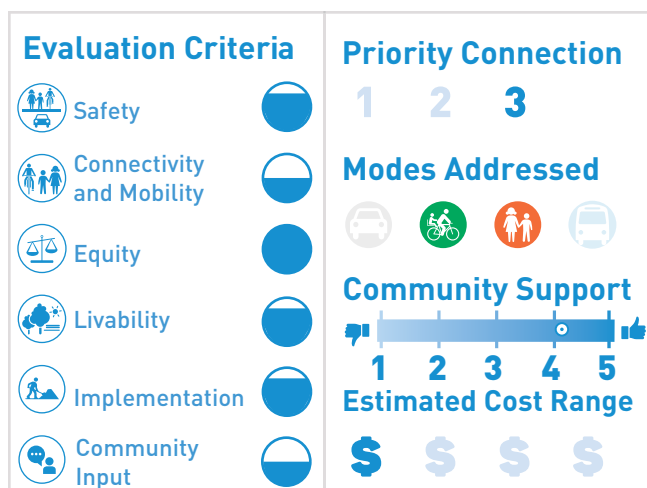 Evaluation Criteria
Safety
Connectivity
and Mobility
Equity
Livability
Implementation
Community
Input
Priority Connection
1 2 3
Modes Addressed
Community Support
1 2 3 4 5
Estimated Cost Range
$ $ $ $